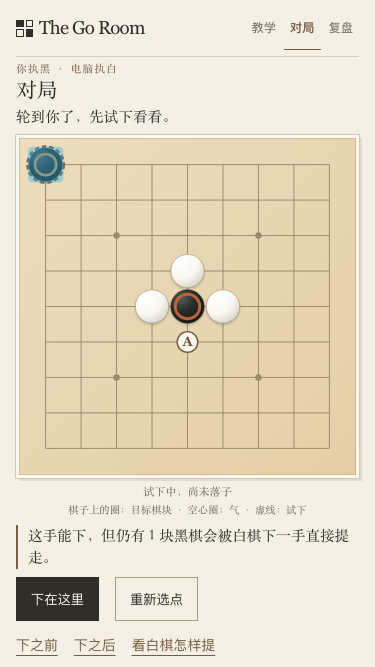 The Go Room
教学 对局 复盘
你执黑 · 电脑执白
对局
轮到你了，先试下看看。
A
试下中，尚未落子
棋子上的圈：目标棋块 · 空心圈：气 · 虚线：试下
这手能下，但仍有 1 块黑棋会被白棋下一手直接提
走。
下在这里 重新选点
下之前 下之后 看白棋怎样提